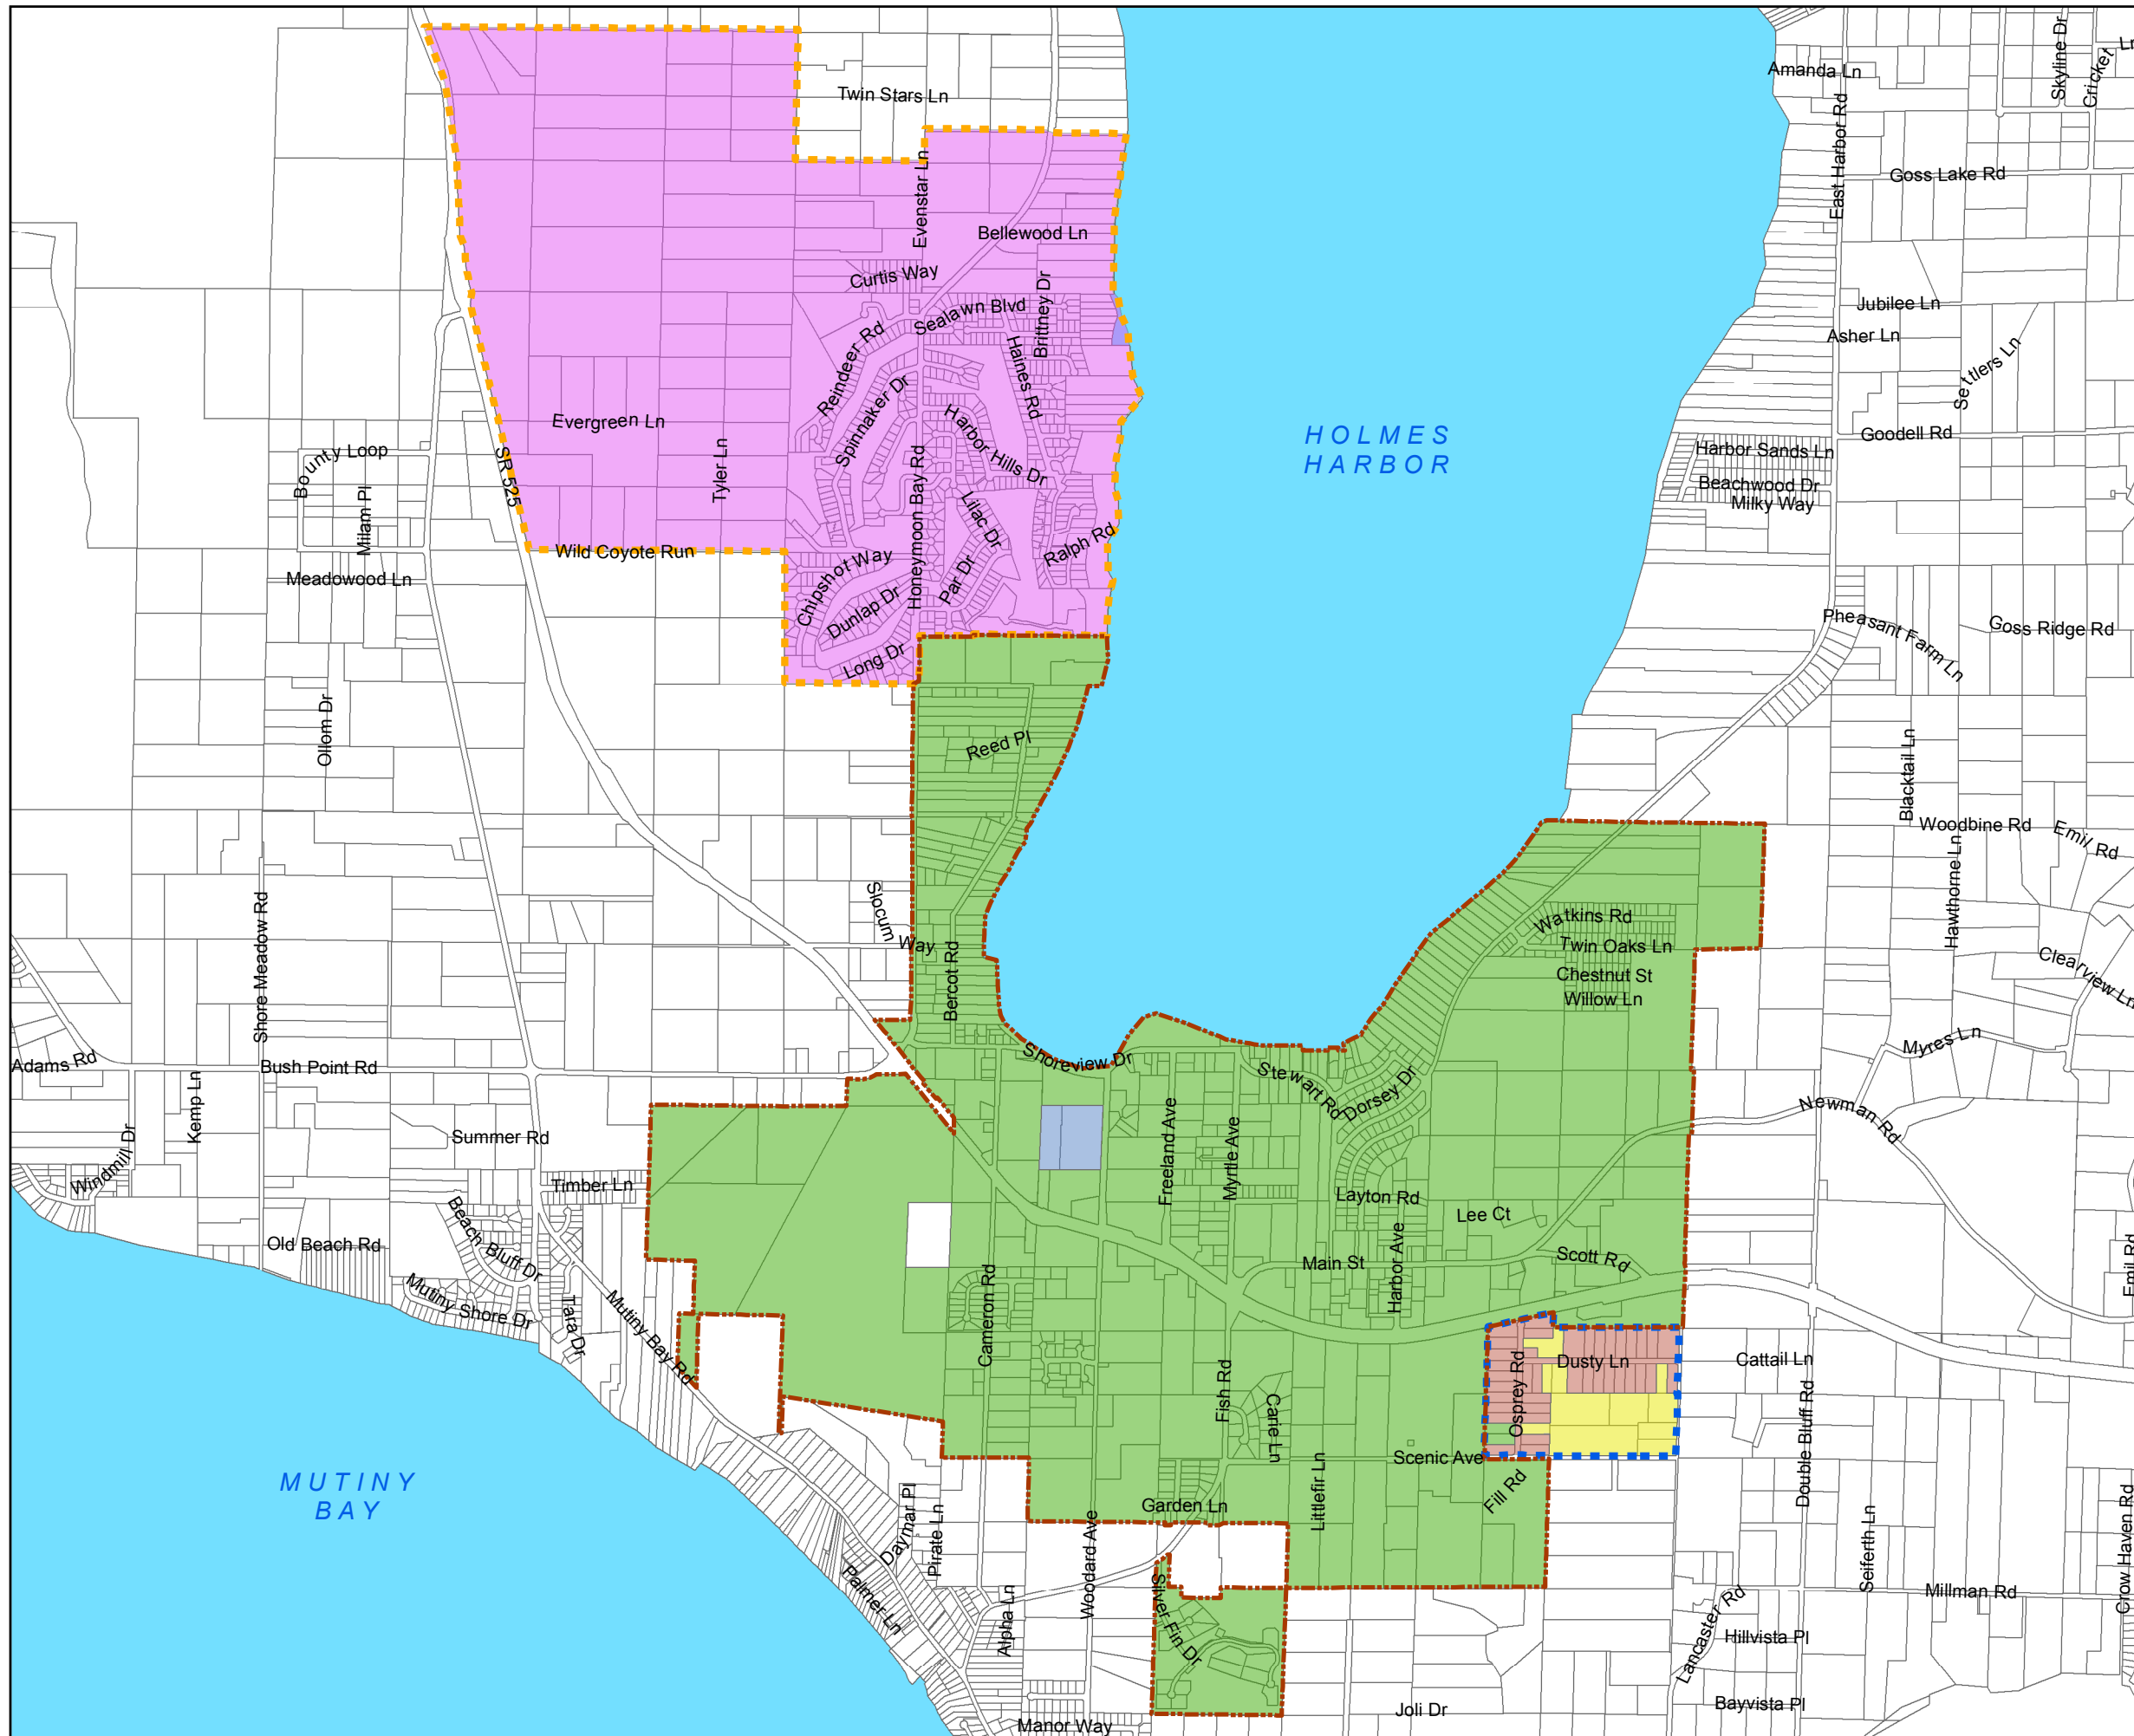 Amanda Ln
Skyline Dr
Cricket Ln
Twin Stars Ln
East Harbor Rd
Goss Lake Rd
Evenstar Ln
Bellewood Ln
Curtis Way
Brittney Dr
Sealawn Blvd
Jubilee Ln
Asher Ln
Settlers Ln
Reindeer Rd
Haines Rd
Spinnaker Dr
Evergreen Ln
Harbor Hills Dr
HOLMES
HARBOR
Goodell Rd
Harbor Sands Ln
Beachwood Dr
Milky Way
Bounty Loop
Milam Pl
SR 525
Tyler Ln
Honeymoon Bay Rd
Lilac Dr
Ralph Rd
Wild Coyote Run
Chipshot Way
Par Dr
Meadowood Ln
Dunlap Dr
Long Dr
Pheasant Farm Ln
Goss Ridge Rd
Ollom Dr
Reed Pl
Blacktail Ln
Woodbine Rd
Emil Rd
Hawthorne Ln
Slocum Way
Bercot Rd
Shore Meadow Rd
Watkins Rd
Twin Oaks Ln
Chestnut St
Willow Ln
Clearview Ln
Myres Ln
Adams Rd
Bush Point Rd
Kemp Ln
Shoreview Dr
Stewart Rd
Dorsey Dr
Newman Rd
Windmill Dr
Summer Rd
Freeland Ave
Myrtle Ave
Timber Ln
Layton Rd
Lee Ct
Beach Bluff Dr
Old Beach Rd
Main St
Harbor Ave
Scott Rd
Emil Rd
Mutiny Shore Dr
Tara Dr
Mutiny Bay Rd
Cameron Rd
Fish Rd
Carie Ln
Osprey Rd
Dusty Ln
Cattail Ln
Double Bluff Rd
MUTINY
BAY
Scenic Ave
Littlefir Ln
Fill Rd
Garden Ln
Daymar Pl
Pirate Ln
Woodard Ave
Seiferth Ln
Crow Haven Rd
Palmer Ln
Alpha Ln
Silver Fin Dr
Lancaster Rd
Millman Rd
Hillvista Pl
Bayvista Pl
Joli Dr
Manor Way